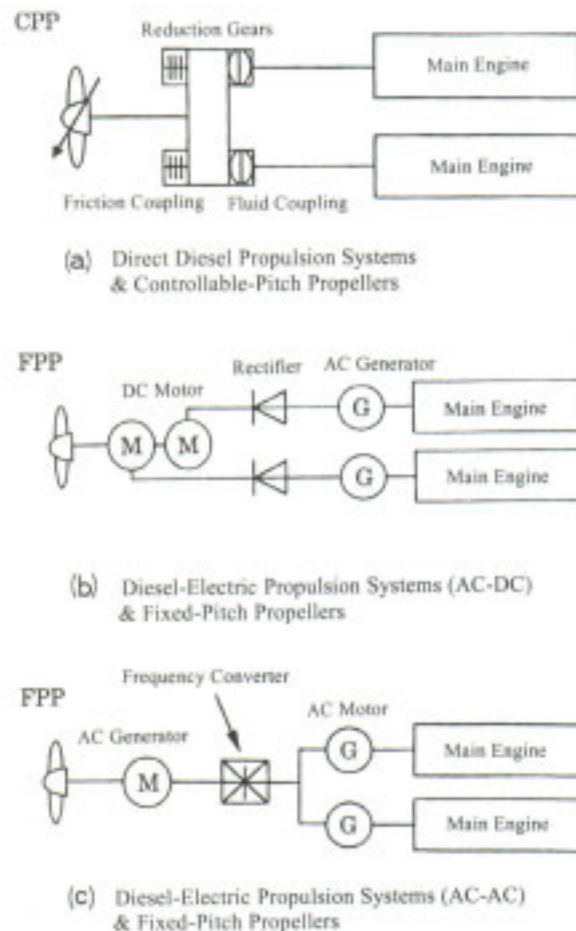 CPP
Reduction Gears
Main Engine
Main Engine
Friction Coupling Fluid Coupling
(a) Direct Diesel Propulsion Systems
& Controllable-Pitch Propellers
FPP
Rectifier AC Generator
DC Motor
G Main Engine
M M
G Main Engine
(b) Diesel-Electric Propulsion Systems (AC-DC)
& Fixed-Pitch Propellers
Frequency Converter
FPP
AC Motor
AC Generator
G Main Engine
M
G Main Engine
(c) Diesel-Electric Propulsion Systems (AC-AC)
& Fixed-Pitch Propellers